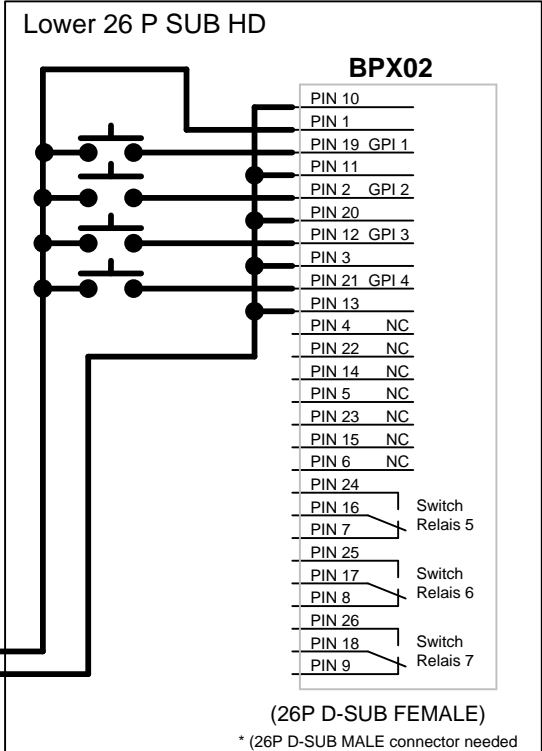 Lower 26 P SUB HD
BPX02
PIN 10
PIN 1
PIN 19 GPI 1
PIN 11
PIN 2 GPI 2
PIN 20
PIN 12 GPI 3
PIN 3
PIN 21 GPI 4
PIN 13
PIN 4 NC
PIN 22 NC
PIN 14 NC
PIN 5 NC
PIN 23 NC
PIN 15 NC
PIN 6 NC
PIN 24
PIN 16
PIN 7
Switch
Relais 5
PIN 25
PIN 17
PIN 8
Switch
Relais 6
PIN 26
PIN 18
PIN 9
Switch
Relais 7
(26P D-SUB FEMALE)
* (26P D-SUB MALE connector needed